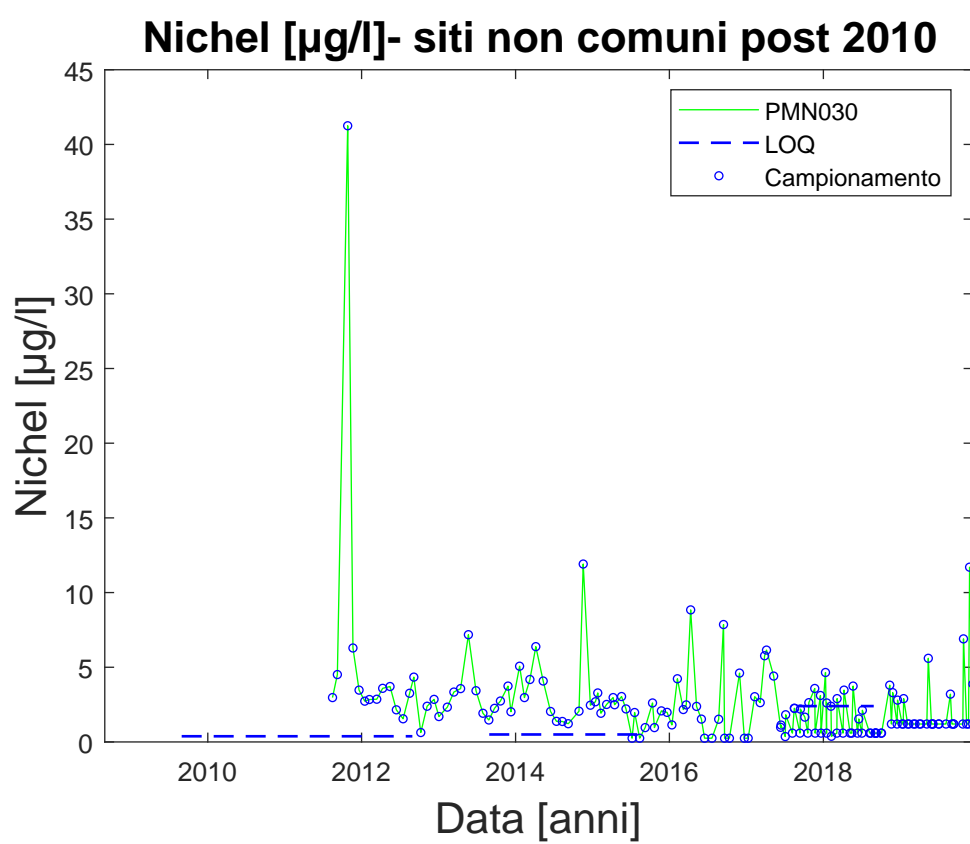 Nichel [µg/l]- siti non comuni post 2010
45
40
35
30
25
20
15
10
5
0
Nichel [µg/l]
2010 2012 2014 2016 2018
Data [anni]
PMN030
LOQ
Campionamento